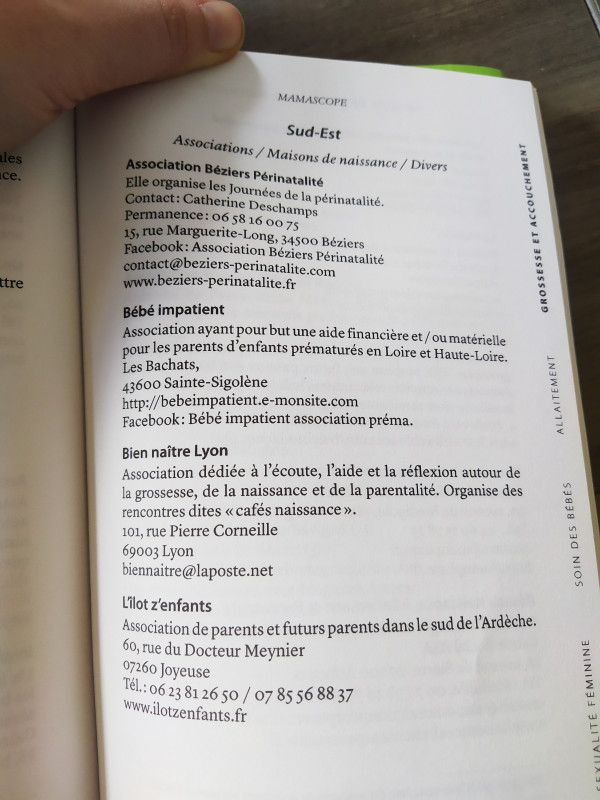 ules
ce.
ttre
MAMASCOPE
Sud-Est
Associations / Maisons de naissance / Divers
Association Béziers Périnatalité
Elle organise les Journées de la périnatalité.
Contact : Catherine Deschamps
Permanence : 06 58 16 00 75
15, rue Marguerite-Long, 34500 Béziers
Facebook : Association Béziers Périnatalité
contact@beziers-perinatalite.com
www.beziers-perinatalite.fr
Bébé impatient
Association ayant pour but une aide financière et / ou matérielle
pour les parents d'enfants prématurés en Loire et Haute-Loire.
Les Bachats,
43600 Sainte-Sigolène
http://bebeimpatient.e-monsite.com
Facebook : Bébé impatient association préma.
Bien naître Lyon
Association dédiée à l'écoute, l'aide et la réflexion autour de
la grossesse, de la naissance et de la parentalité. Organise des
rencontres dites « cafés naissance ».
101, rue Pierre Corneille
69003 Lyon
biennaitre@laposte.net
L'îlot z'enfants
Association de parents et futurs parents dans le sud de l'Ardèche.
60, rue du Docteur Meynier
07260 Joyeuse
Tél. : 06 23 81 26 50 / 07 85 56 88 37
www.ilotzenfants.fr
GROSSESSE ET ACCOUCHEMENT
ALLAITEMENT
SOIN DES BÉBÉS
SEXUALITÉ FÉMININE